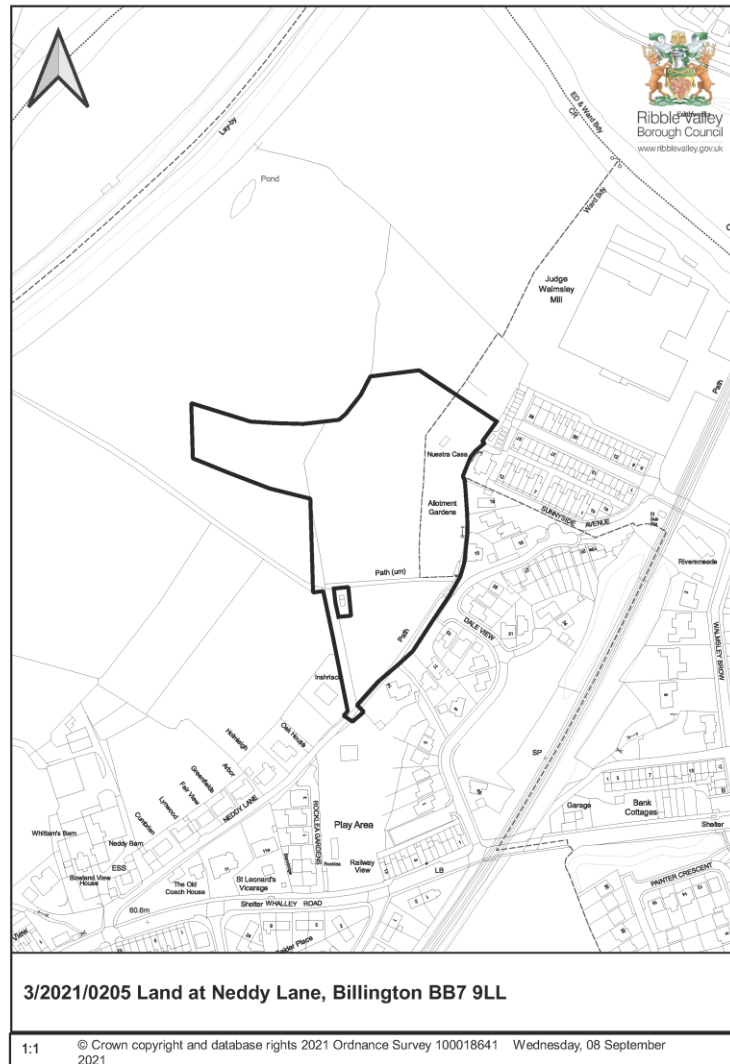 Earthworks
Ribble Valley
Borough Council
www.ribblevalley.gov.uk
Lay-by
ED & Ward Bdy
CR
Pond
Ward Bdy
Judge
Walmsley
Mill
Path
Nuestra Casa
Allotment
Gardens
SUNNYSIDE AVENUE
Riversmeade
Path (um)
Path
DALE VIEW
WALMSLEY BROW
Oak House
Holmleigh
Arbor
Greenfields
Fair View
Lynwood
Cumbrian
NEDDY LANE
ROCKLEA GARDENS
SP
Garage
Bank
Cottages
Shelter
Play Area
Whittam's Barn
Neddy Barn
ESS
Bowland View
House
The Old
Coach House
11a
St Leonard's
Vicarage
Railway
View
LB
60.6m
Shelter WHALLEY ROAD
PAINTER CRESCENT
View
3/2021/0205 Land at Neddy Lane, Billington BB7 9LL
1:1 © Crown copyright and database rights 2021 Ordnance Survey 100018641 Wednesday, 08 September
2021